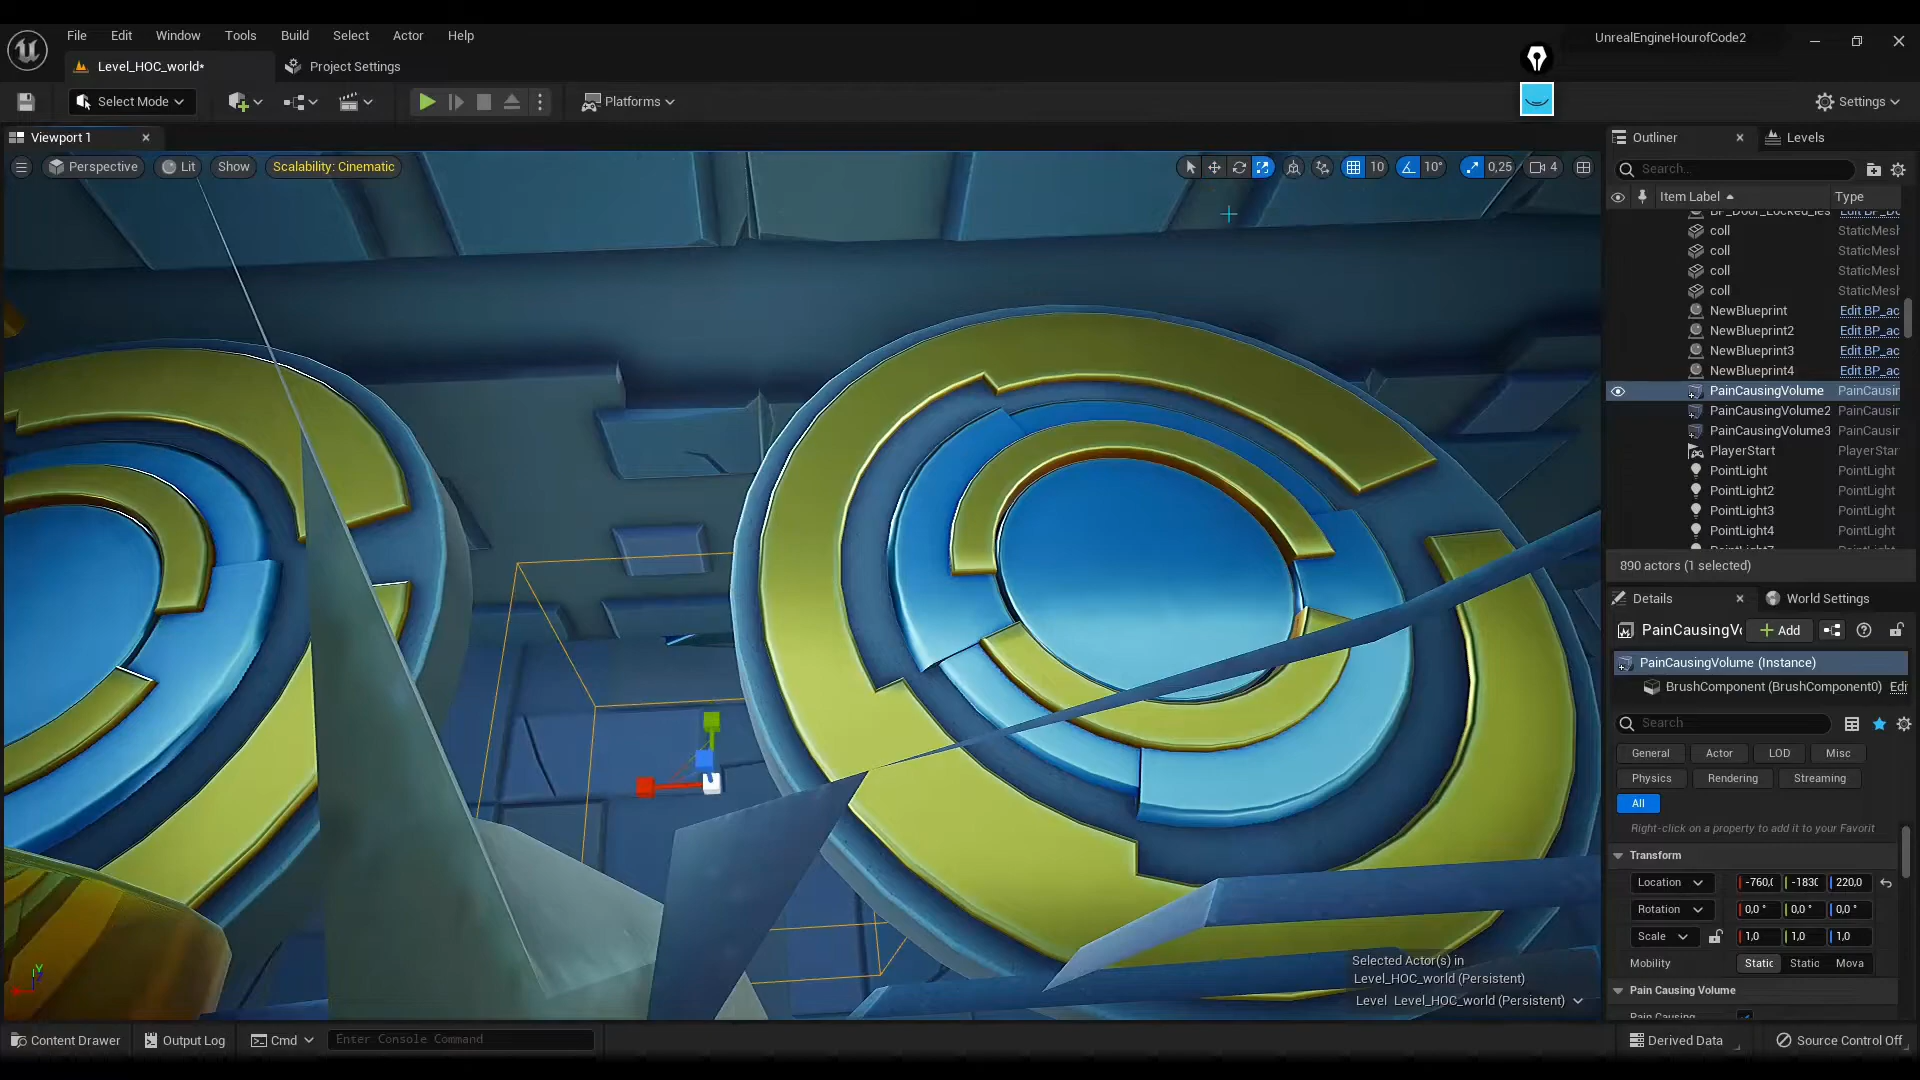 File Edit Window Tools Build Select Actor Help
UnrealEngineHourofCode2
Level_HOC_world*
Project Settings
Select Mode
Platforms
Settings
Viewport 1
Outliner
Levels
Perspective
Lit
Show
Scalability: Cinematic
10
10°
0,25
4
Search...
Item Label
Type
coll StaticMesh
coll StaticMesh
coll StaticMesh
coll StaticMesh
NewBlueprint Edit BP_ac
NewBlueprint2 Edit BP_ac
NewBlueprint3 Edit BP_ac
NewBlueprint4 Edit BP_ac
PainCausingVolume PainCausin
PainCausingVolume2 PainCausin
PainCausingVolume3 PainCausin
PlayerStart PlayerStar
PointLight PointLight
PointLight2 PointLight
PointLight3 PointLight
PointLight4 PointLight
890 actors (1 selected)
Details
World Settings
PainCausingVo
Add
PainCausingVolume (Instance)
BrushComponent (BrushComponent0) Edi
Search
General Actor LOD Misc
Physics Rendering Streaming
All
Right-click on a property to add it to your Favorit
Transform
Location -760,( -183( 220,0
Rotation 0,0 ° 0,0 ° 0,0 °
Scale 1,0 1,0 1,0
Mobility Static Static Mova
Pain Causing Volume
Pain Causing
Selected Actor(s) in
Level_HOC_world (Persistent)
Level Level_HOC_world (Persistent)
Content Drawer
Output Log
Cmd
Enter Console Command
Derived Data
Source Control Off